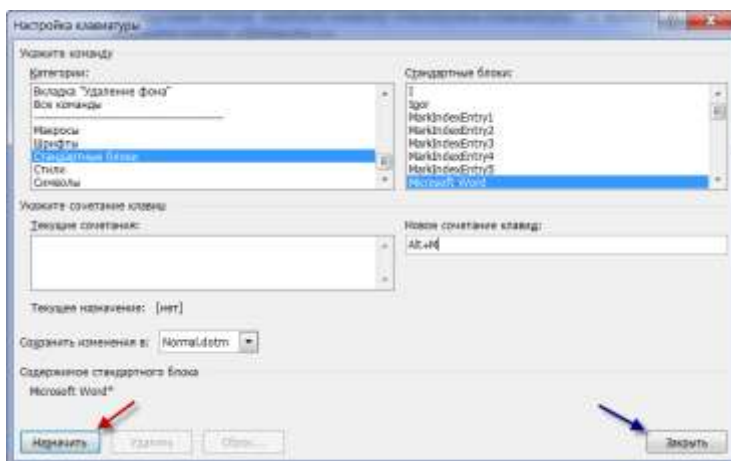 Настройка клавиатуры
Укажите команду
Категории:
Вкладка "Удаление фона"
Все команды
Макросы
Шрифты
Стандартные блоки
Стили
Символы
Стандартные блоки:
I
Igor
MarkIndexEntry1
MarkIndexEntry2
MarkIndexEntry3
MarkIndexEntry4
MarkIndexEntry5
Microsoft Word
Укажите сочетание клавиш
Текущие сочетания:
Новое сочетание клавиш:
Alt+M
Текущее назначение: [нет]
Сохранить изменения в: Normal.dotm
Содержимое стандартного блока
Microsoft Word"
Назначить Удалить Сброс... Закрыть